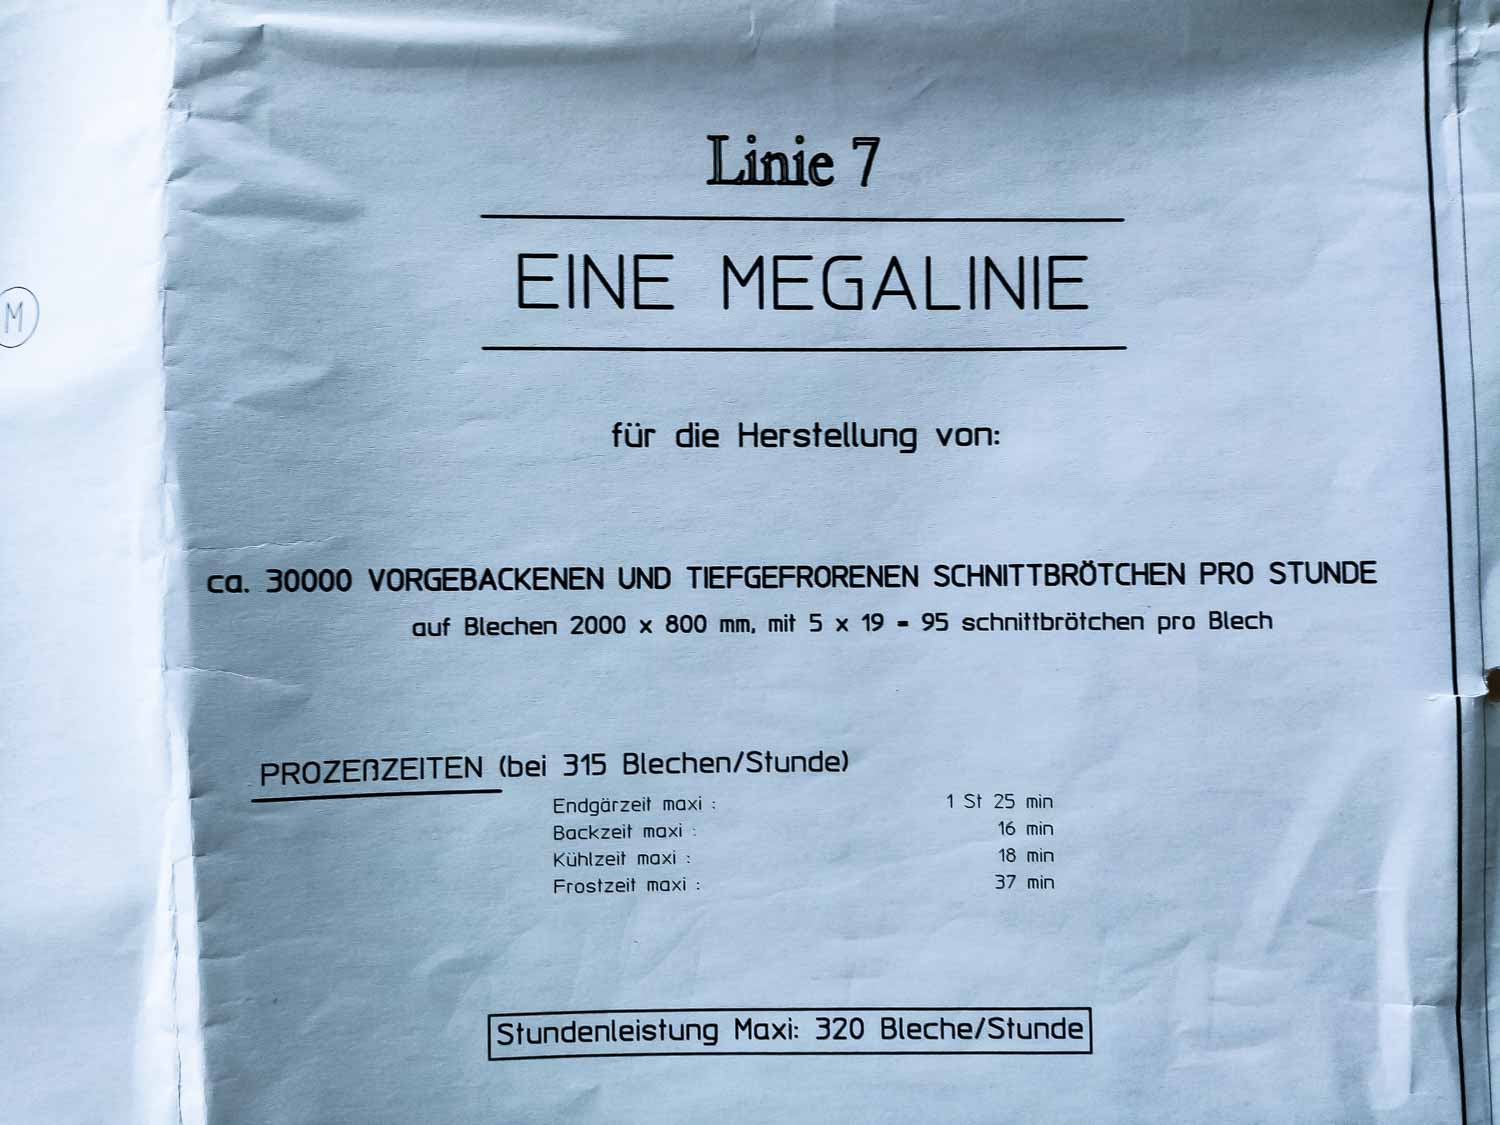 Linie 7
EINE MEGALINIE
für die Herstellung von:
M
ca. 30000 VORGEBACKENEN UND TIEFGEFRORENEN SCHNITTBRÖTCHEN PRO STUNDE
auf Blechen 2000 x 800 mm, mit 5 x 19 = 95 schnittbrötchen pro Blech
PROZEßZEITEN (bei 315 Blechen/Stunde)
Endgärzeit maxi : 1 St 25 min
Backzeit maxi : 16 min
Kühlzeit maxi : 18 min
Frostzeit maxi : 37 min
Stundenleistung Maxi: 320 Bleche/Stunde